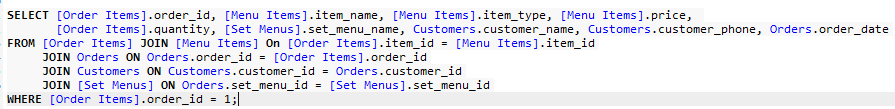 SELECT [Order Items].order_id, [Menu Items].item_name, [Menu Items].item_type, [Menu Items].price,
[Order Items].quantity, [Set Menus].set_menu_name, Customers.customer_name, Customers.customer_phone, Orders.order_date
FROM [Order Items] JOIN [Menu Items] On [Order Items].item_id = [Menu Items].item_id
JOIN Orders ON Orders.order_id = [Order Items].order_id
JOIN Customers ON Customers.customer_id = Orders.customer_id
JOIN [Set Menus] ON Orders.set_menu_id = [Set Menus].set_menu_id
WHERE [Order Items].order_id = 1;